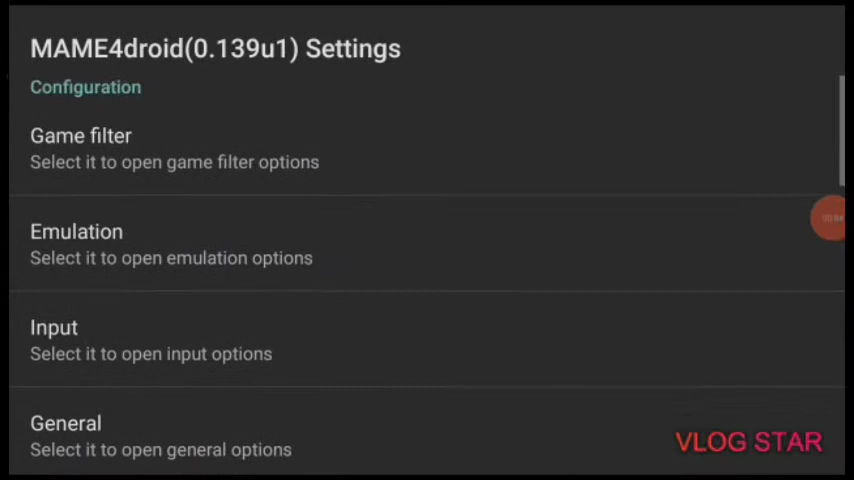 MAME4droid(0.139u1) Settings
Configuration
Game filter
Select it to open game filter options
Emulation
Select it to open emulation options
Input
Select it to open input options
General
Select it to open general options
VLOG STAR